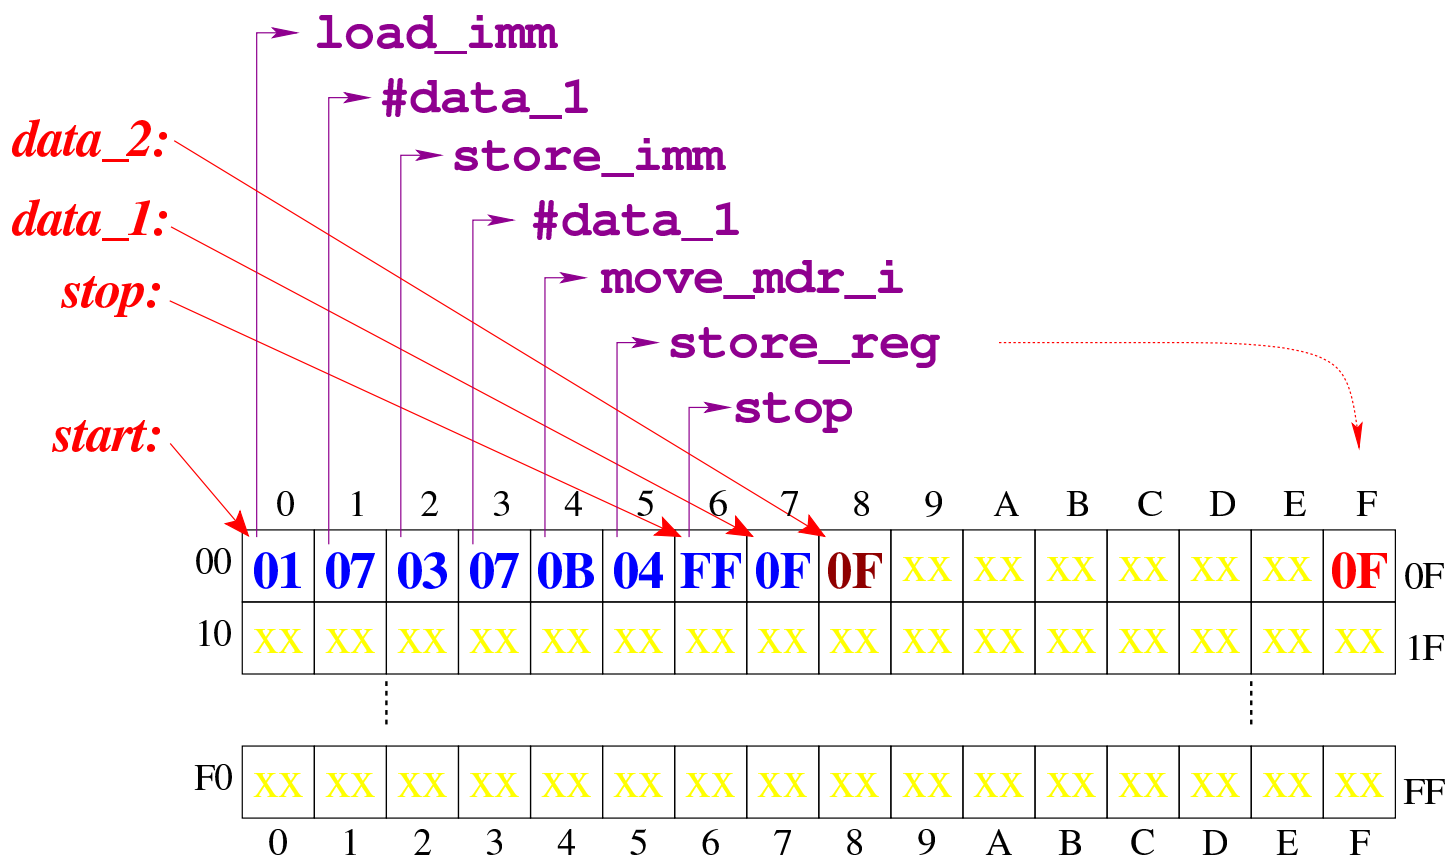 load_imm
#data_1
data_2:
store_imm
data_1:
#data_1
stop:
move_mdr_i
store_reg
stop
start:
0 1 2 3 4 5 6 7 8 9 A B C D E F
00 01 07 03 07 0B 04 FF 0F 0F XX XX XX XX XX XX 0F 0F
10 XX XX XX XX XX XX XX XX XX XX XX XX XX XX XX XX 1F
F0 XX XX XX XX XX XX XX XX XX XX XX XX XX XX XX XX FF
0 1 2 3 4 5 6 7 8 9 A B C D E F